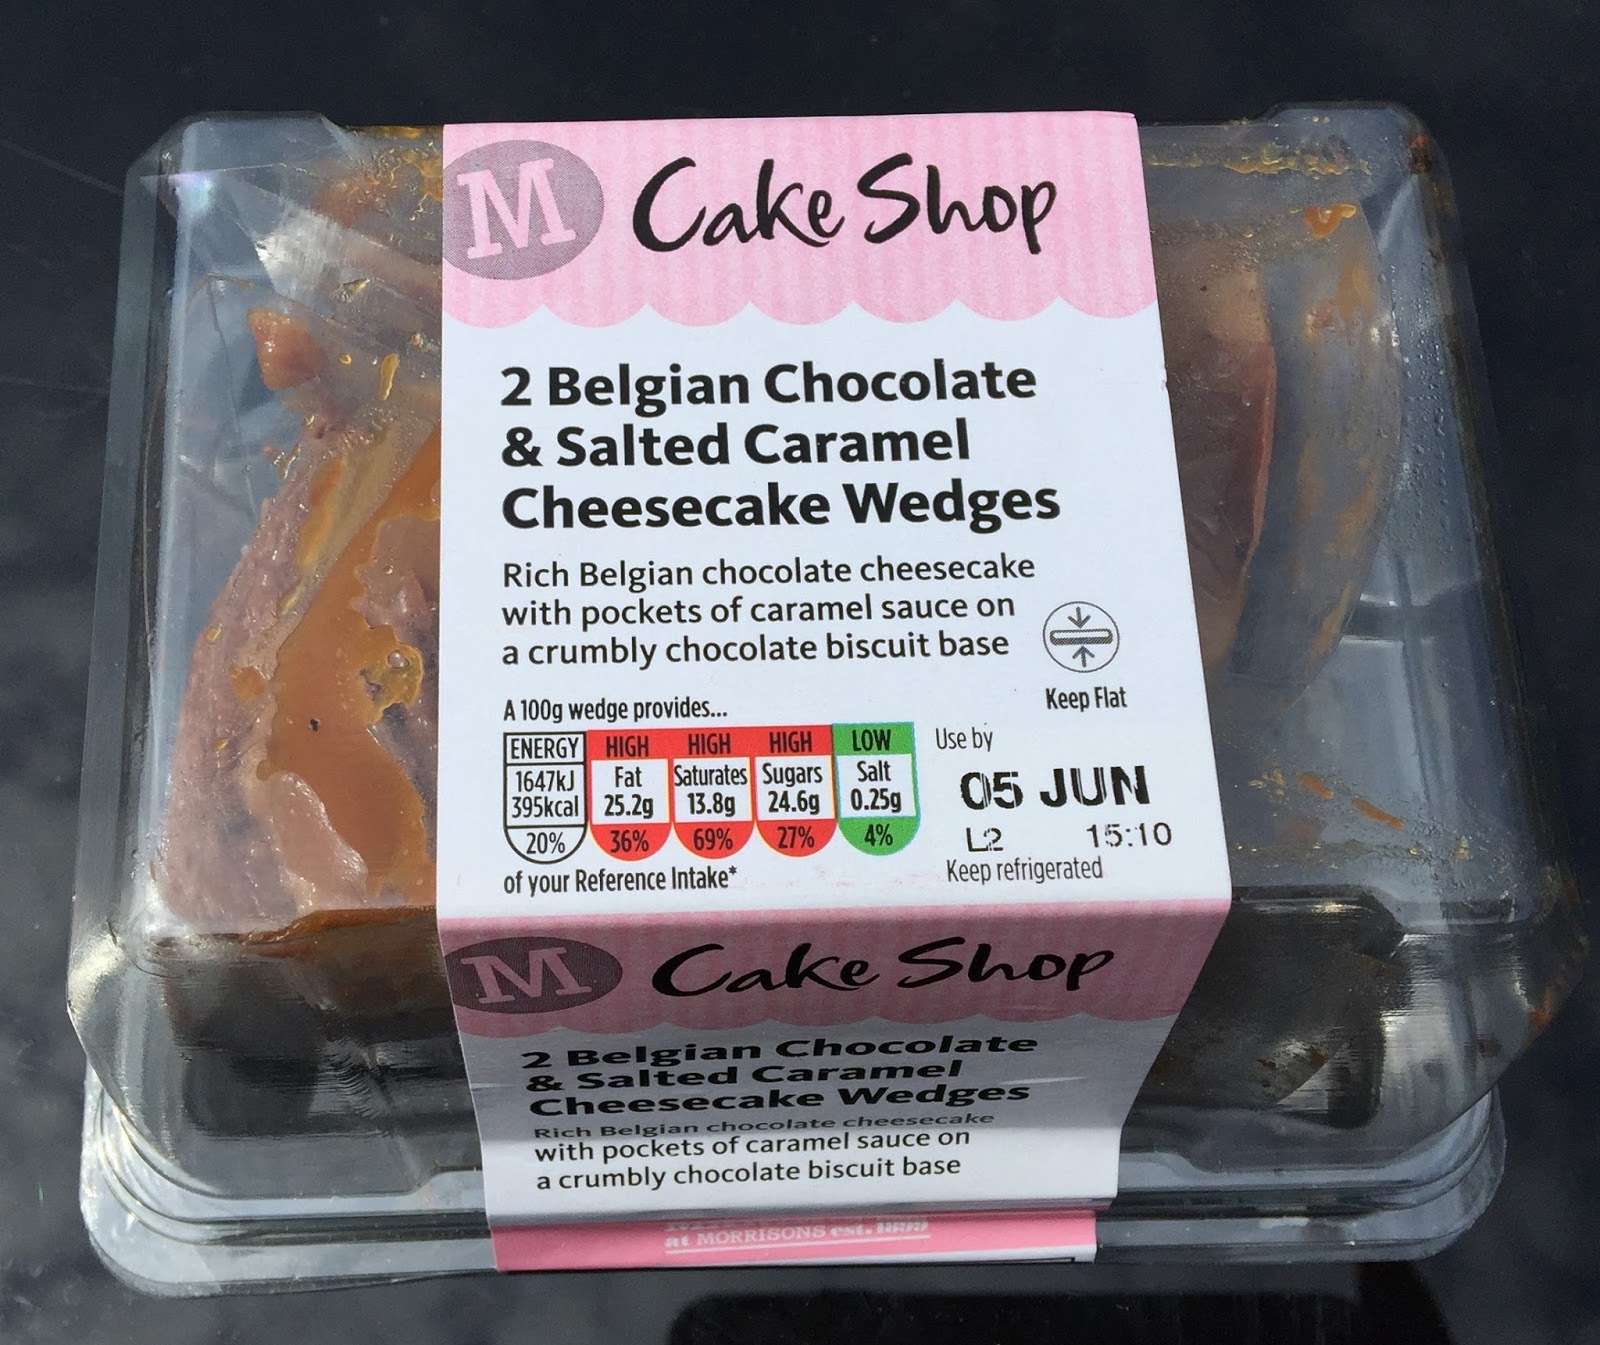 M Cake Shop
2 Belgian Chocolate
& Salted Caramel
Cheesecake Wedges
Rich Belgian chocolate cheesecake
with pockets of caramel sauce on
a crumbly chocolate biscuit base
Keep Flat
A 100g wedge provides...
ENERGY HIGH HIGH HIGH LOW
1647kJ Fat Saturates Sugars Salt
395kcal 25.2g 13.8g 24.6g 0.25g
20% 36% 69% 27% 4%
of your Reference Intake*
Use by
05 JUN
L2 15:10
Keep refrigerated
M Cake Shop
2 Belgian Chocolate
& Salted Caramel
Cheesecake Wedges
Rich Belgian chocolate cheesecake
with pockets of caramel sauce on
a crumbly chocolate biscuit base
at MORRISONS est. 1899